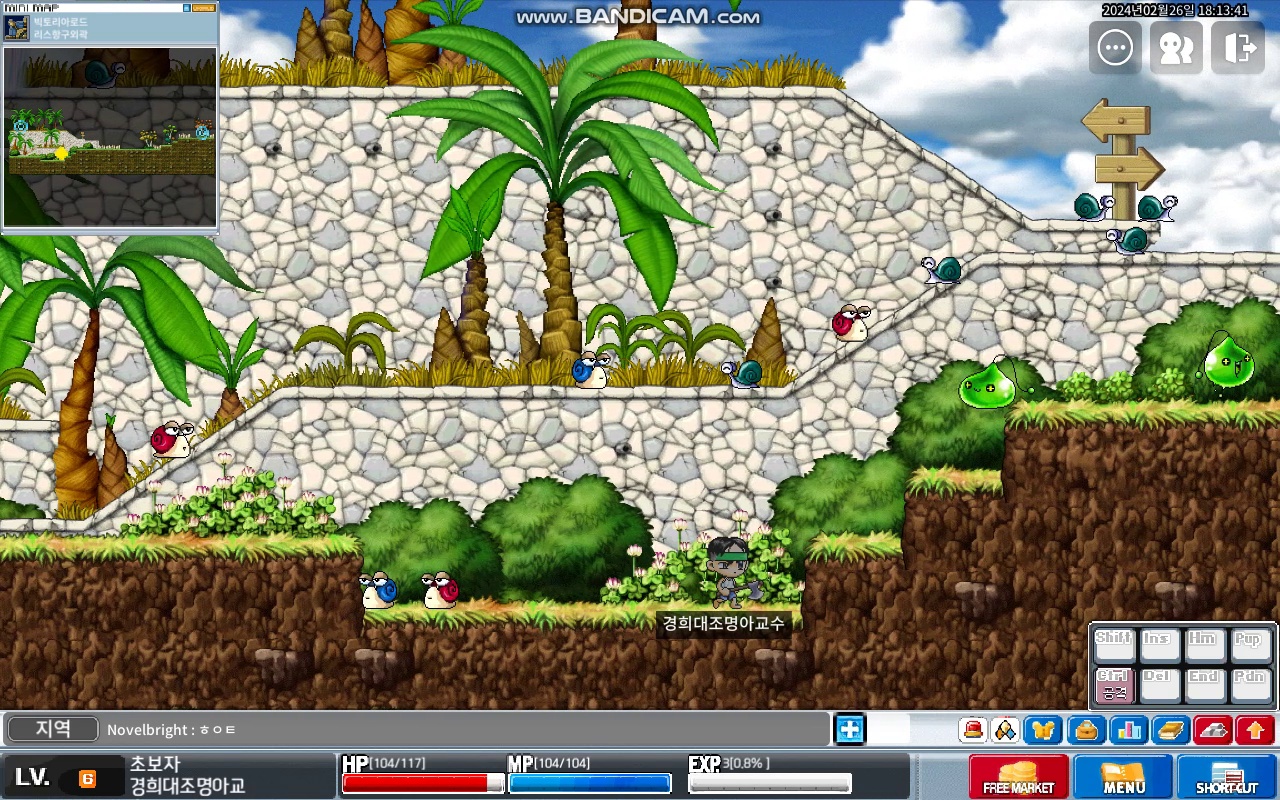 MINI MAP
WORLD
빅토리아로드
리스항구외곽
www.BANDICAM.com
2024년02월26일 18:13:41
경희대조명아교수
Shift Ins Hm Pup
Ctrl Del End Pdn
공격
지역 Novelbright : ㅎㅇㅌ
LV. 6
초보자
경희대조명아교
HP[104/117] MP[104/104] EXP 3[0.8% ]
FREE MARKET MENU SHORT CUT